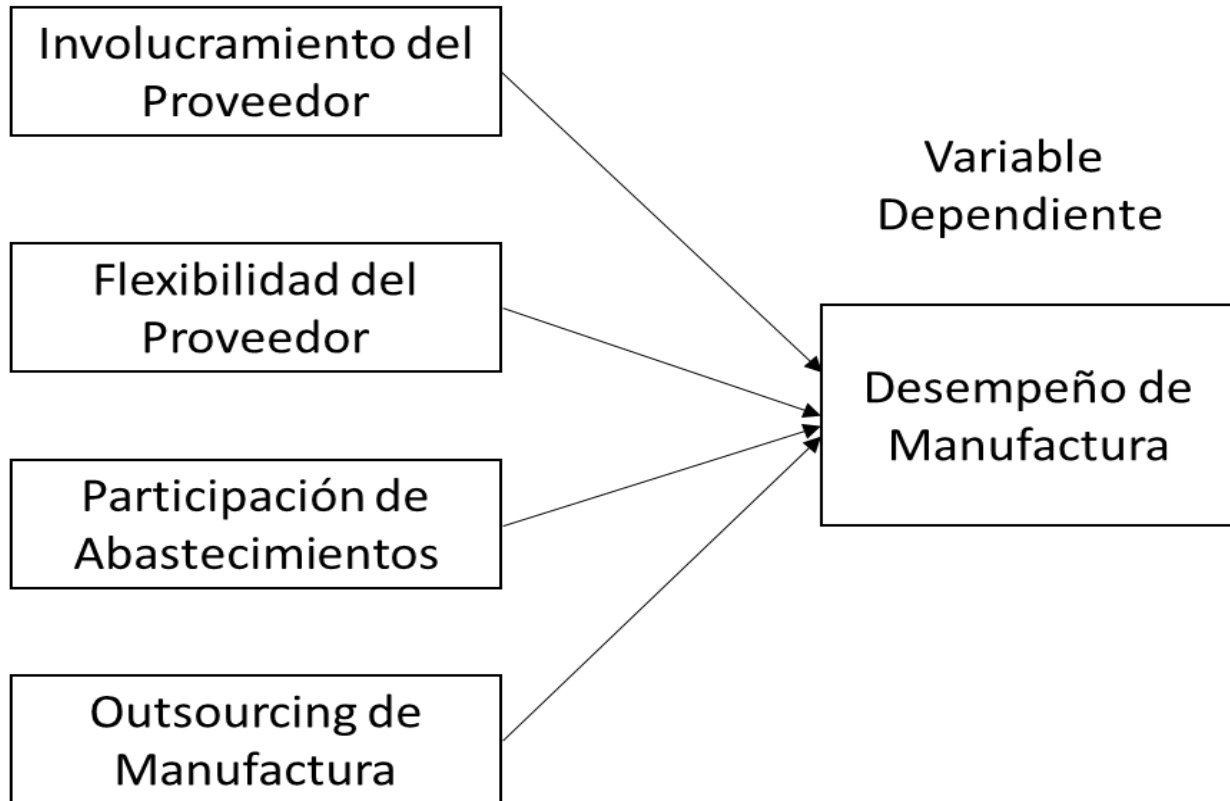 Involucramiento del
Proveedor
Variable
Dependiente
Flexibilidad del
Proveedor
Desempeño de
Manufactura
Participación de
Abastecimientos
Outsourcing de
Manufactura